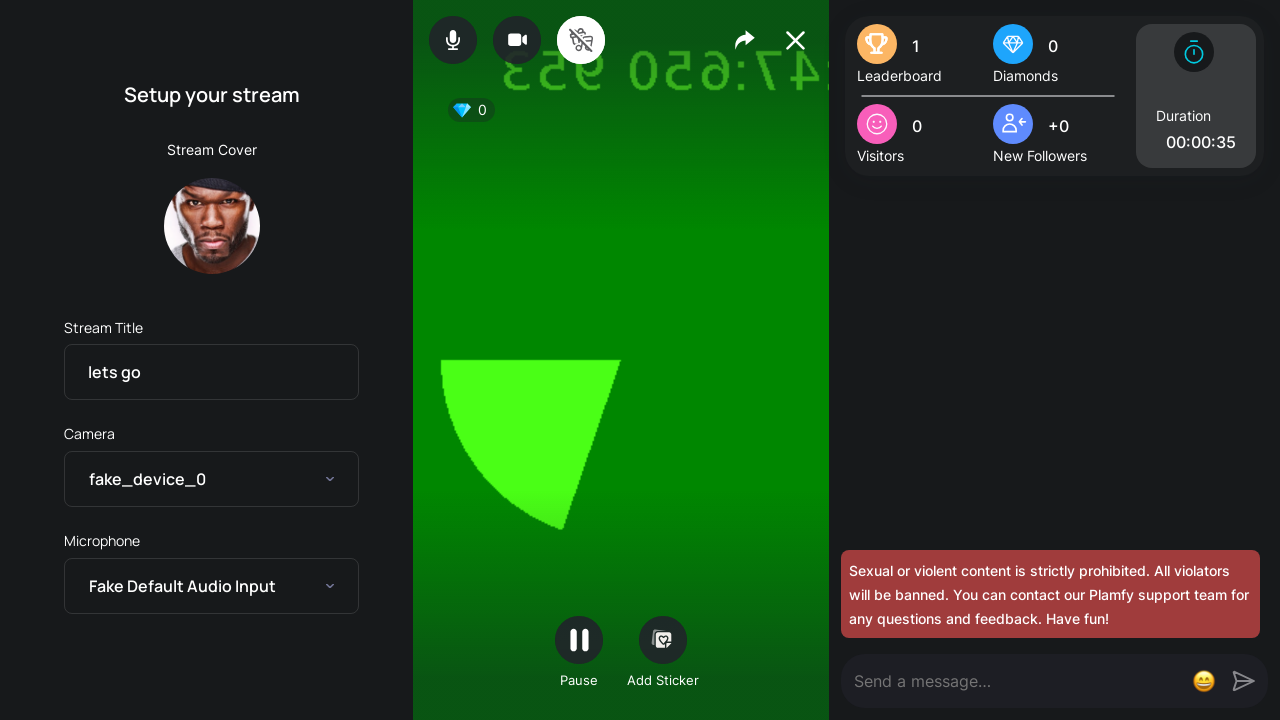 Setup your stream
Stream Cover
Stream Title
lets go
Camera
fake_device_0
Microphone
Fake Default Audio Input
47:650 953
0
Pause
Add Sticker
1
Leaderboard
0
Diamonds
0
Visitors
+0
New Followers
Duration
00:00:35
Sexual or violent content is strictly prohibited. All violators
will be banned. You can contact our Plamfy support team for
any questions and feedback. Have fun!
Send a message...